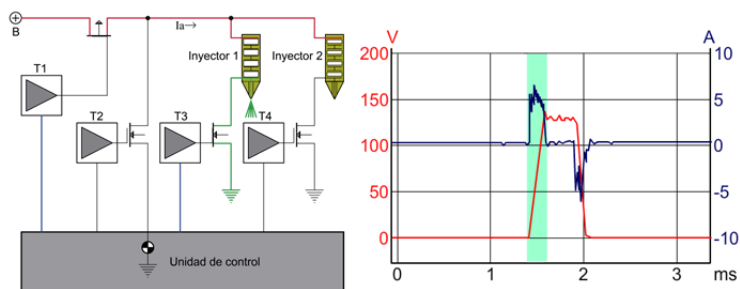 B
Ia→
T1
Inyector 1
Inyector 2
T2
T3
T4
Unidad de control
V
A
200
150
100
50
0
10
5
0
-5
-10
0
1
2
3
ms